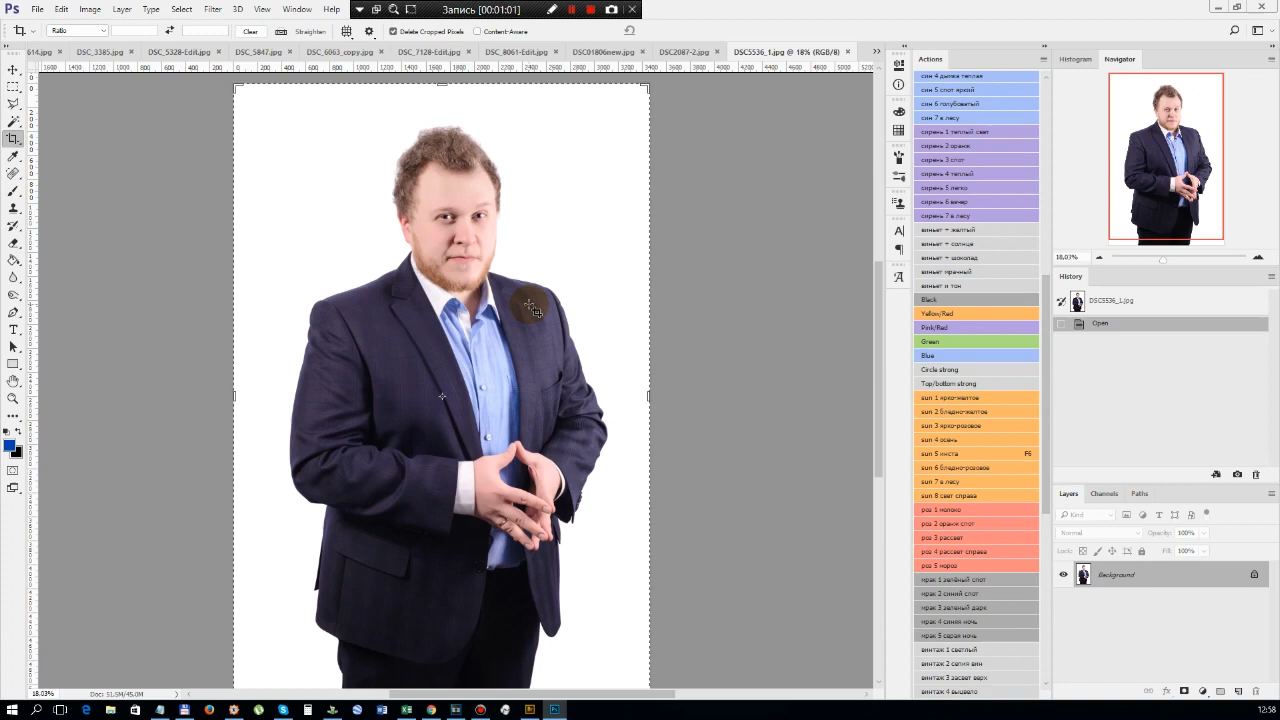 Ps File Edit Image Layer Type Select Filter 3D View Window Help
Запись [00:01:01]
Ratio Clear Straighten Delete Cropped Pixels Content-Aware
614.jpg DSC_3385.jpg DSC_5328-Edit.jpg DSC_5847.jpg DSC_6063_copy.jpg DSC_7128-Edit.jpg DSC_8061-Edit.jpg DSC01806new.jpg DSC2087-2.jpg DSC5536_1.jpg @ 18% (RGB/8)
Actions
син 4 дымка теплая
син 5 спот яркий
син 6 голубоватый
син 7 в лесу
сирень 1 теплый свет
сирень 2 оранж
сирень 3 спот
сирень 4 теплый
сирень 5 легко
сирень 6 вечер
сирень 7 в лесу
виньет + желтый
виньет + солнце
виньет + шоколад
виньет мрачный
виньет и тон
Black
Yellow/Red
Pink/Red
Green
Blue
Circle strong
Top/bottom strong
sun 1 ярко-желтое
sun 2 бледно-желтое
sun 3 ярко-розовое
sun 4 осень
sun 5 инста F6
sun 6 бледно-розовое
sun 7 в лесу
sun 8 свет справа
роз 1 молоко
роз 2 оранж спот
роз 3 рассвет
роз 4 рассвет справа
роз 5 мороз
мрак 1 зелёный спот
мрак 2 синий спот
мрак 3 зеленый дарк
мрак 4 синяя ночь
мрак 5 серая ночь
винтаж 1 светлый
винтаж 2 сепия вин
винтаж 3 засвет верх
винтаж 4 выцвело
Histogram Navigator
18,03%
History
DSC5536_1.jpg
Open
Layers Channels Paths
Kind
Normal Opacity: 100%
Lock: Fill: 100%
Background
18,03% Doc: 51,5M/45,0M
12:58